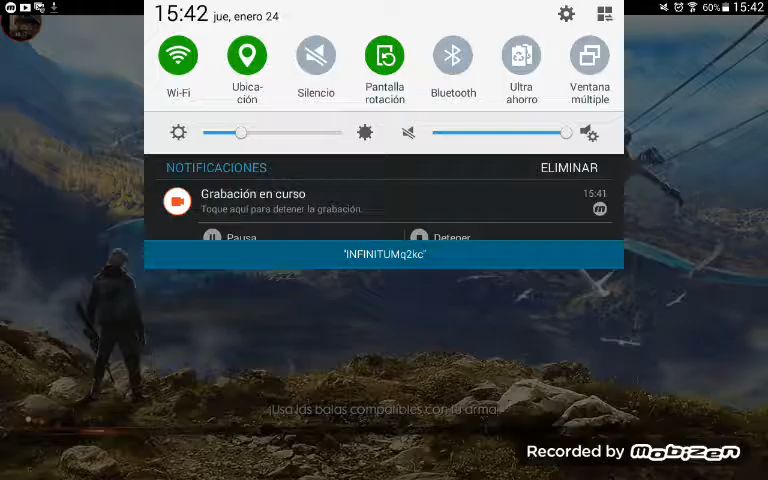 60% 15:42
15:42 jue, enero 24
Wi-Fi
Ubica-
ción
Silencio
Pantalla
rotación
Bluetooth
Ultra
ahorro
Ventana
múltiple
NOTIFICACIONES
ELIMINAR
Grabación en curso
15:41
Toque aquí para detener la grabación.
Pausa
Detener
"INFINITUMq2kc"
¡Usa las balas compatibles con tu arma!
Recorded by Mobizen